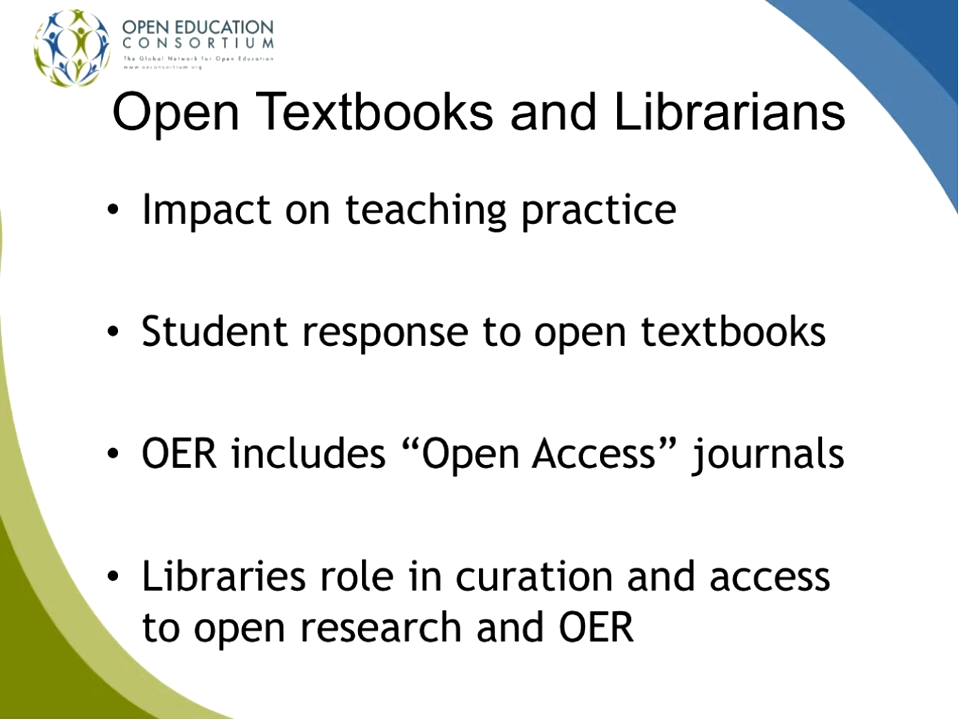 OPEN EDUCATION
CONSORTIUM
The Global Network for Open Education
www.oeconsortium.org
Open Textbooks and Librarians
• Impact on teaching practice
• Student response to open textbooks
• OER includes “Open Access” journals
• Libraries role in curation and access
to open research and OER